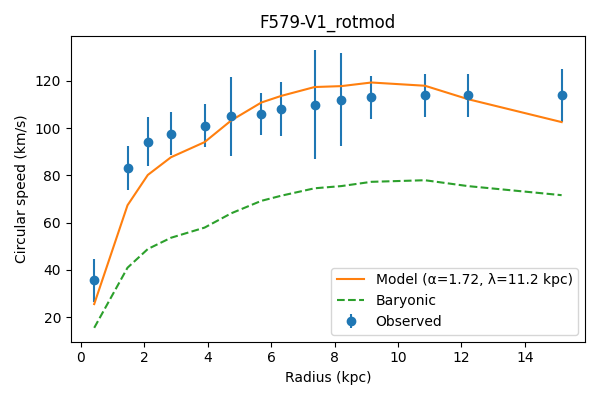 F579-V1_rotmod
Circular speed (km/s)
120
100
80
60
40
20
0
2
4
6
8
10
12
14
Radius (kpc)
Model (α=1.72, λ=11.2 kpc)
Baryonic
Observed